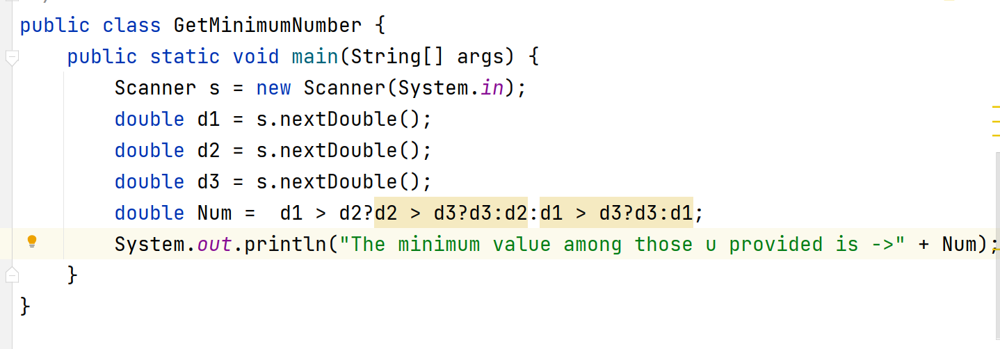 public class GetMinimumNumber {
public static void main(String[] args) {
Scanner s = new Scanner(System.in);
double d1 = s.nextDouble();
double d2 = s.nextDouble();
double d3 = s.nextDouble();
double Num =  d1 > d2?d2 > d3?d3:d2:d1 > d3?d3:d1;
System.out.println("The minimum value among those u provided is ->" + Num);
}
}